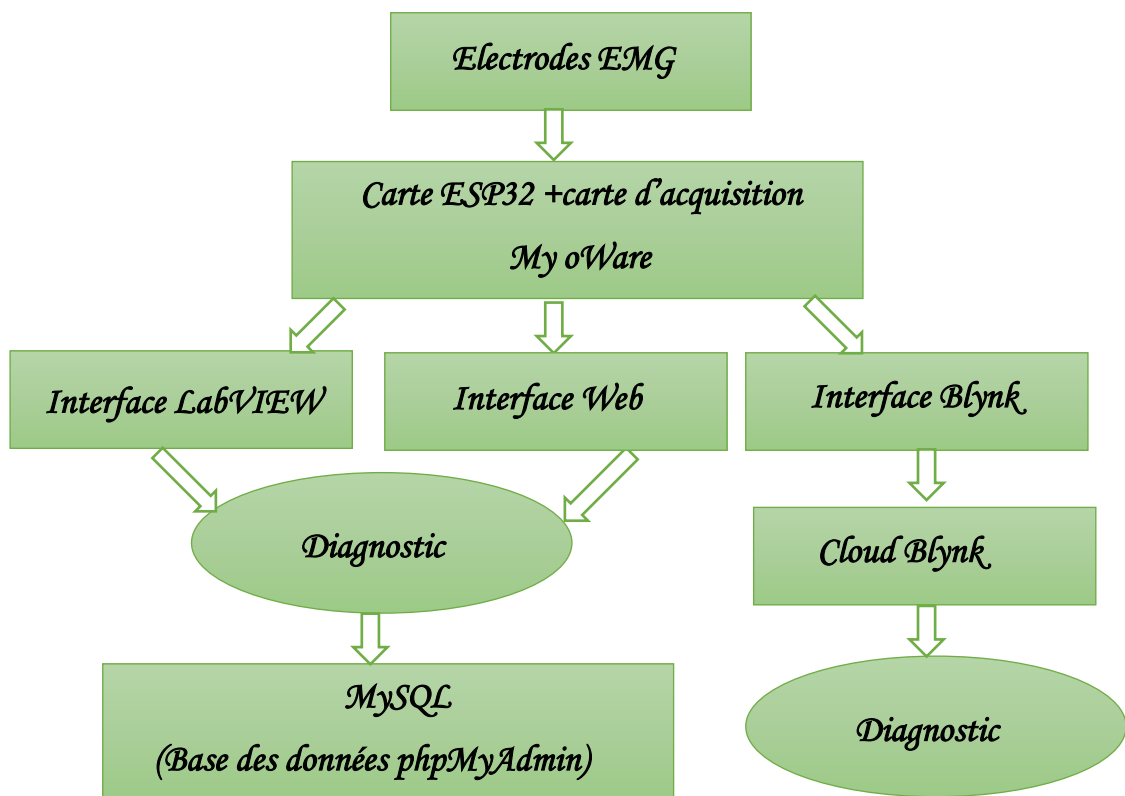 Electrodes EMG
Carte ESP32 +carte d'acquisition
My oWare
Interface LabVIEW
Interface Web
Interface Blynk
Diagnostic
Cloud Blynk
MySQL
(Base des données phpMyAdmin)
Diagnostic